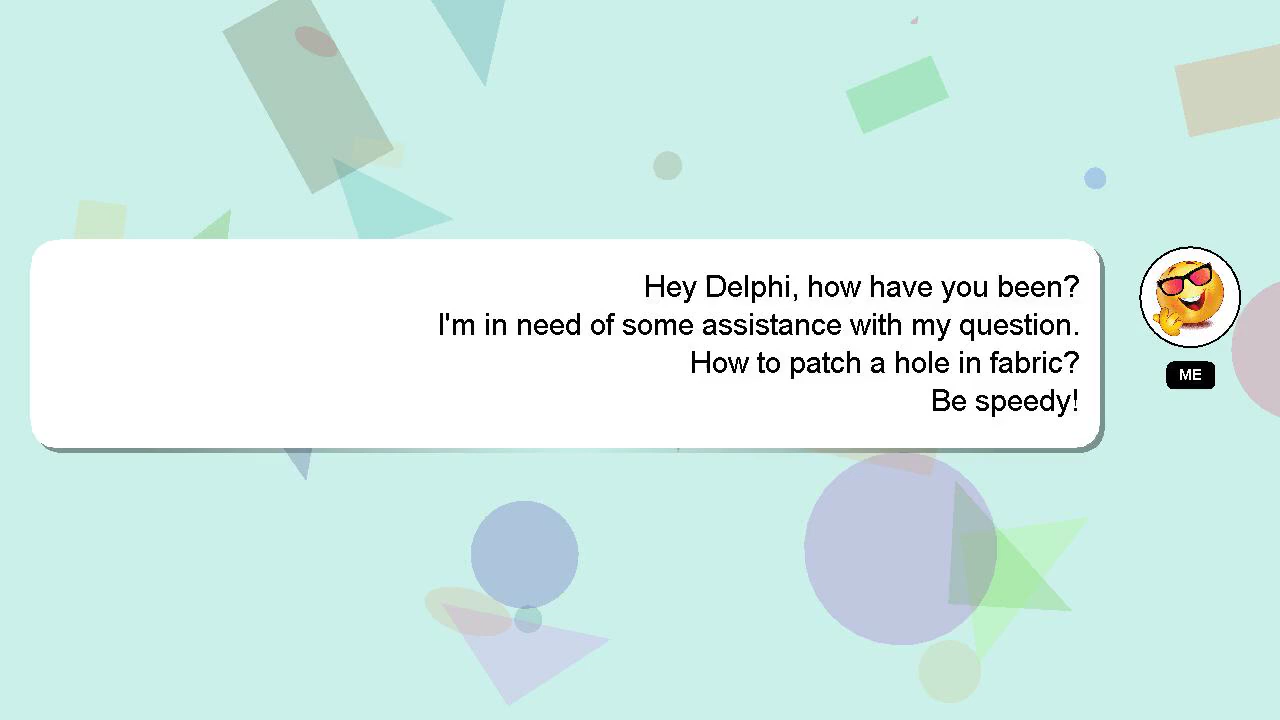 Hey Delphi, how have you been?
I'm in need of some assistance with my question.
How to patch a hole in fabric?
Be speedy!
ME